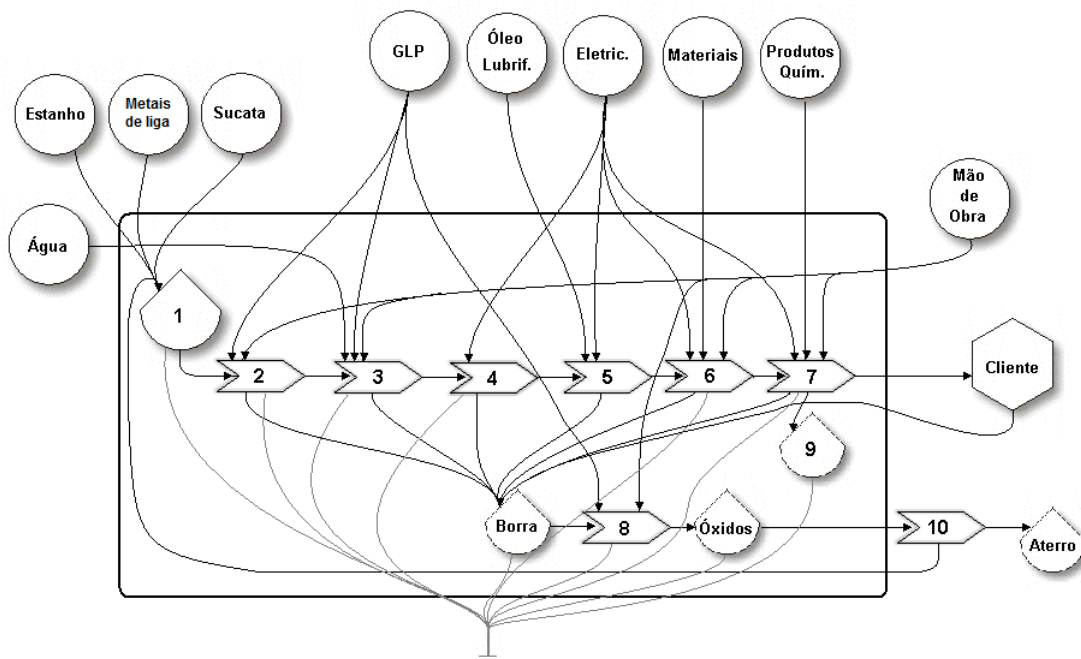 GLP
Óleo
Lubrif.
Eletric.
Materiais
Produtos
Quím.
Estanho
Metais
de liga
Sucata
Mão
de
Obra
Água
1
2
3
4
5
6
7
Cliente
9
Borra
8
Óxidos
10
Aterro